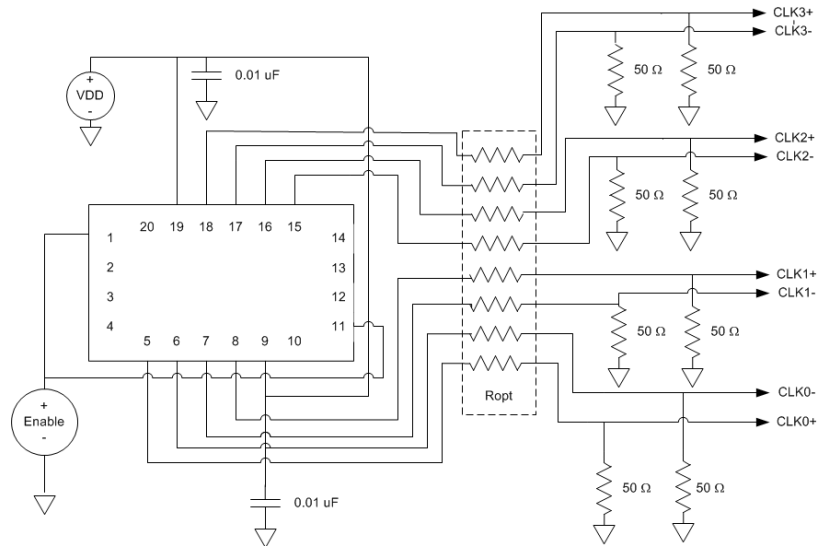 CLK3+
CLK3-
50 Ω 50 Ω
0.01 uF
+
VDD
-
CLK2+
CLK2-
50 Ω 50 Ω
20 19 18 17 16 15
1 14
2 13
3 12
4 11
5 6 7 8 9 10
CLK1+
CLK1-
50 Ω 50 Ω
Ropt
CLK0-
CLK0+
+
Enable
-
50 Ω 50 Ω
0.01 uF